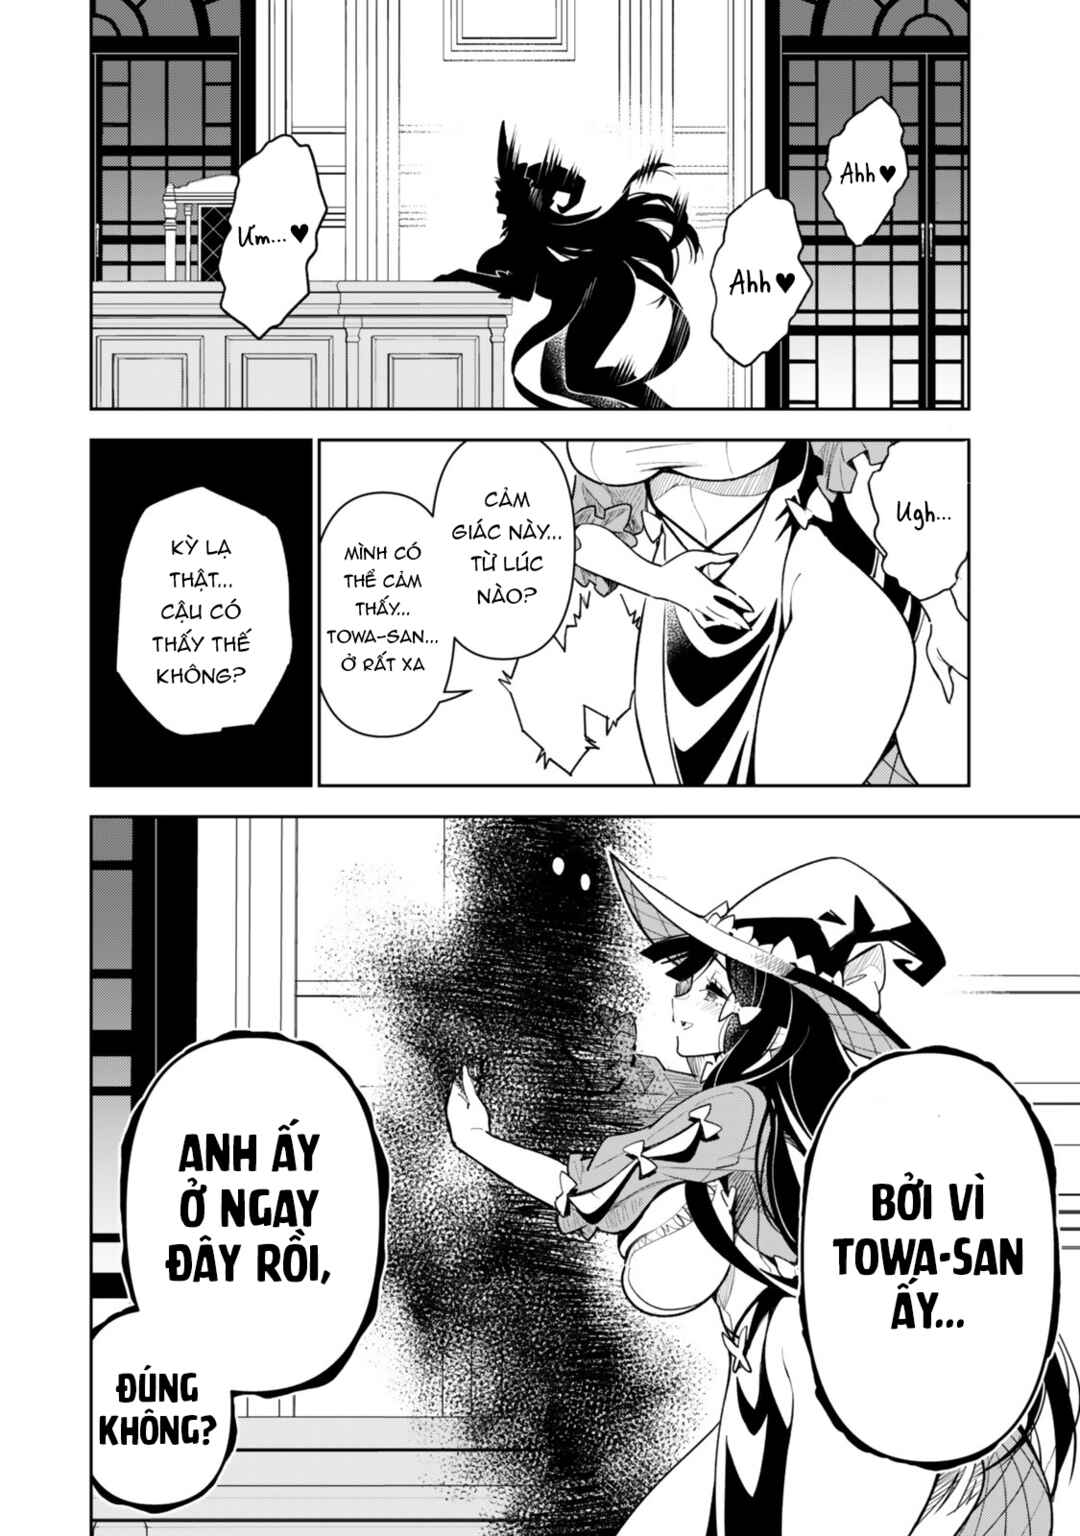 Ahh♥
Ahh♥
Ưm...♥
Ugh...
CẢM
GIÁC NÀY...
TỪ LÚC
NÀO?
MÌNH CÓ
THỂ CẢM
THẤY...
TOWA-SAN...
Ở RẤT XA
KỲ LẠ
THẬT...
CẬU CÓ
THẤY THẾ
KHÔNG?
BỞI VÌ
TOWA-SAN
ẤY...
ANH ẤY
Ở NGAY
ĐÂY RỒI,
ĐÚNG
KHÔNG?